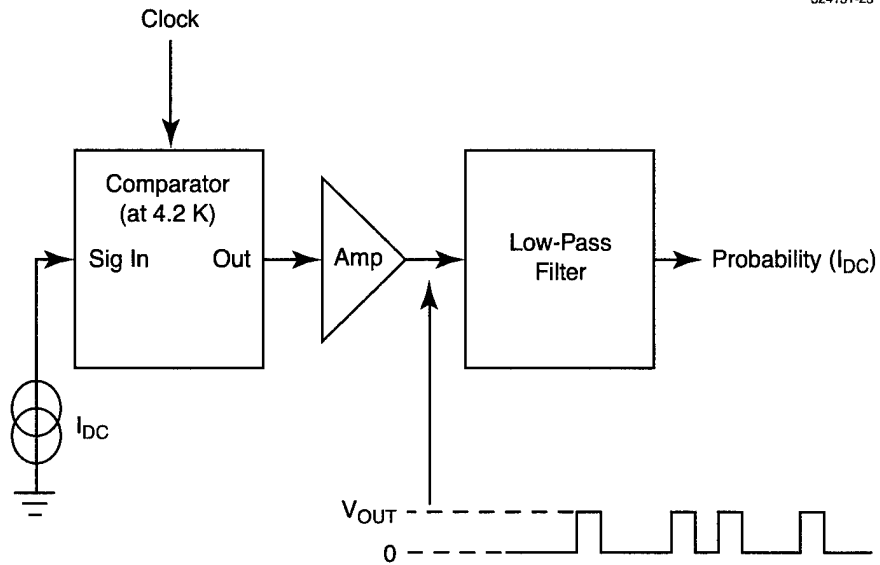 Clock
Comparator
(at 4.2 K)
Sig In
Out
Amp
Low-Pass
Filter
Probability (I_DC)
I_DC
V_OUT
0